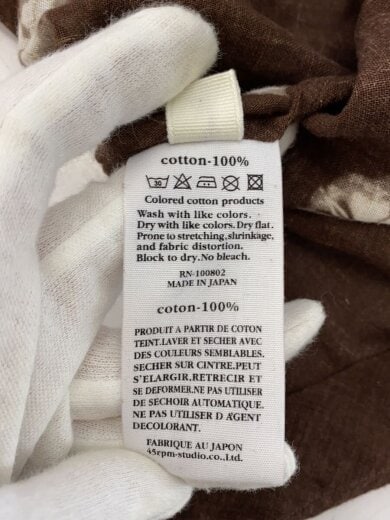 cotton-100%
30
Colored cotton products
Wash with like colors.
Dry with like colors. Dry flat.
Prone to stretching, shrinkage,
and fabric distortion.
Block to dry. No bleach.
RN-100802
MADE IN JAPAN
coton-100%
PRODUIT A PARTIR DE COTON
TEINT.LAVER ET SECHER AVEC
DES COULEURS SEMBLABLES.
SECHER SUR CINTRE.PEUT
S'ELARGIR,RETRECIR ET
SE DEFORMER.NE PAS UTILISER
DE SECHOIR AUTOMATIQUE.
NE PAS UTILISER D'AGENT
DECOLORANT.
FABRIQUE AU JAPON
45rpm-studio co.,ltd.